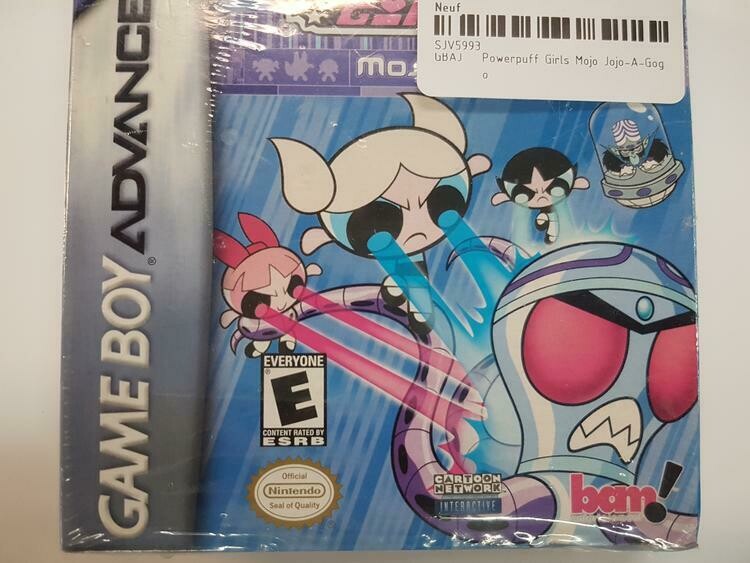 Neuf
SJV5993
GBAJ Powerpuff Girls Mojo Jojo-A-Gog
o
GAME BOY ADVANCE
®
EVERYONE
E
®
CONTENT RATED BY
ESRB
Official
Nintendo
Seal of Quality
®
CARTOON
NETWORK
INTERACTIVE
bam!